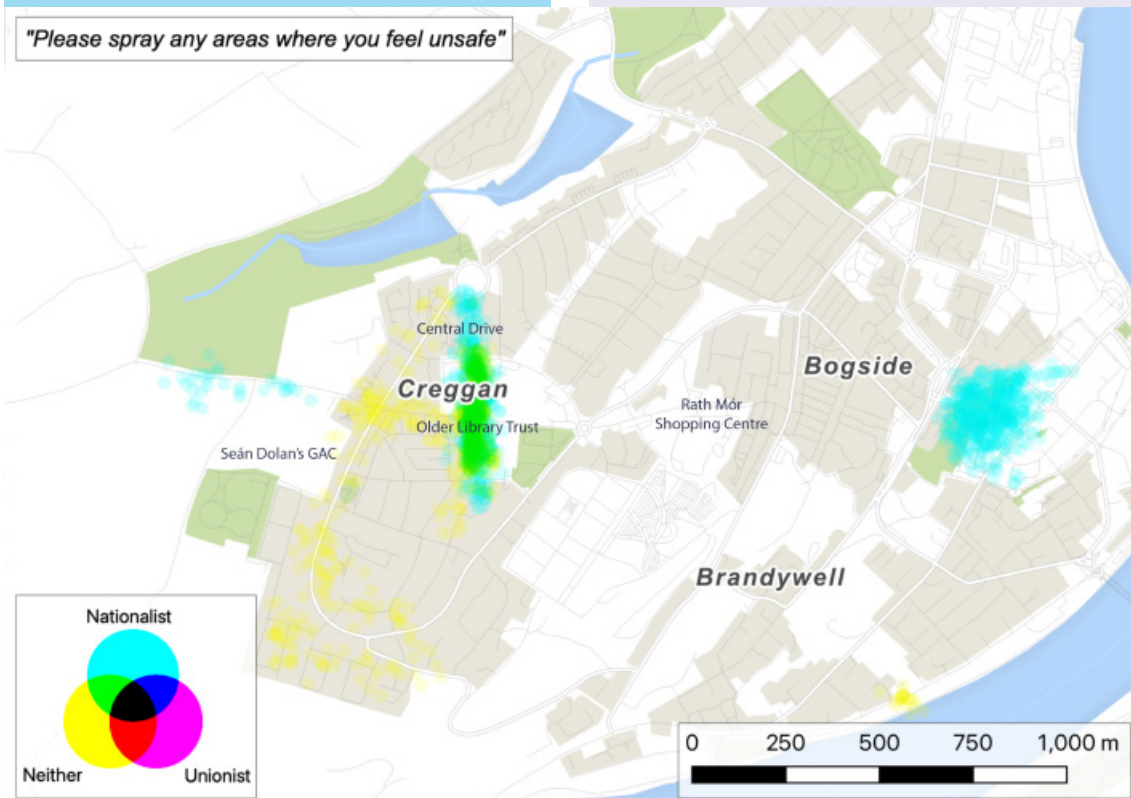 "Please spray any areas where you feel unsafe"
Central Drive
Bogside
Creggan
Rath Mór
Shopping Centre
Older Library Trust
Seán Dolan's GAC
Brandywell
Nationalist
Neither
Unionist
0 250 500 750 1,000 m